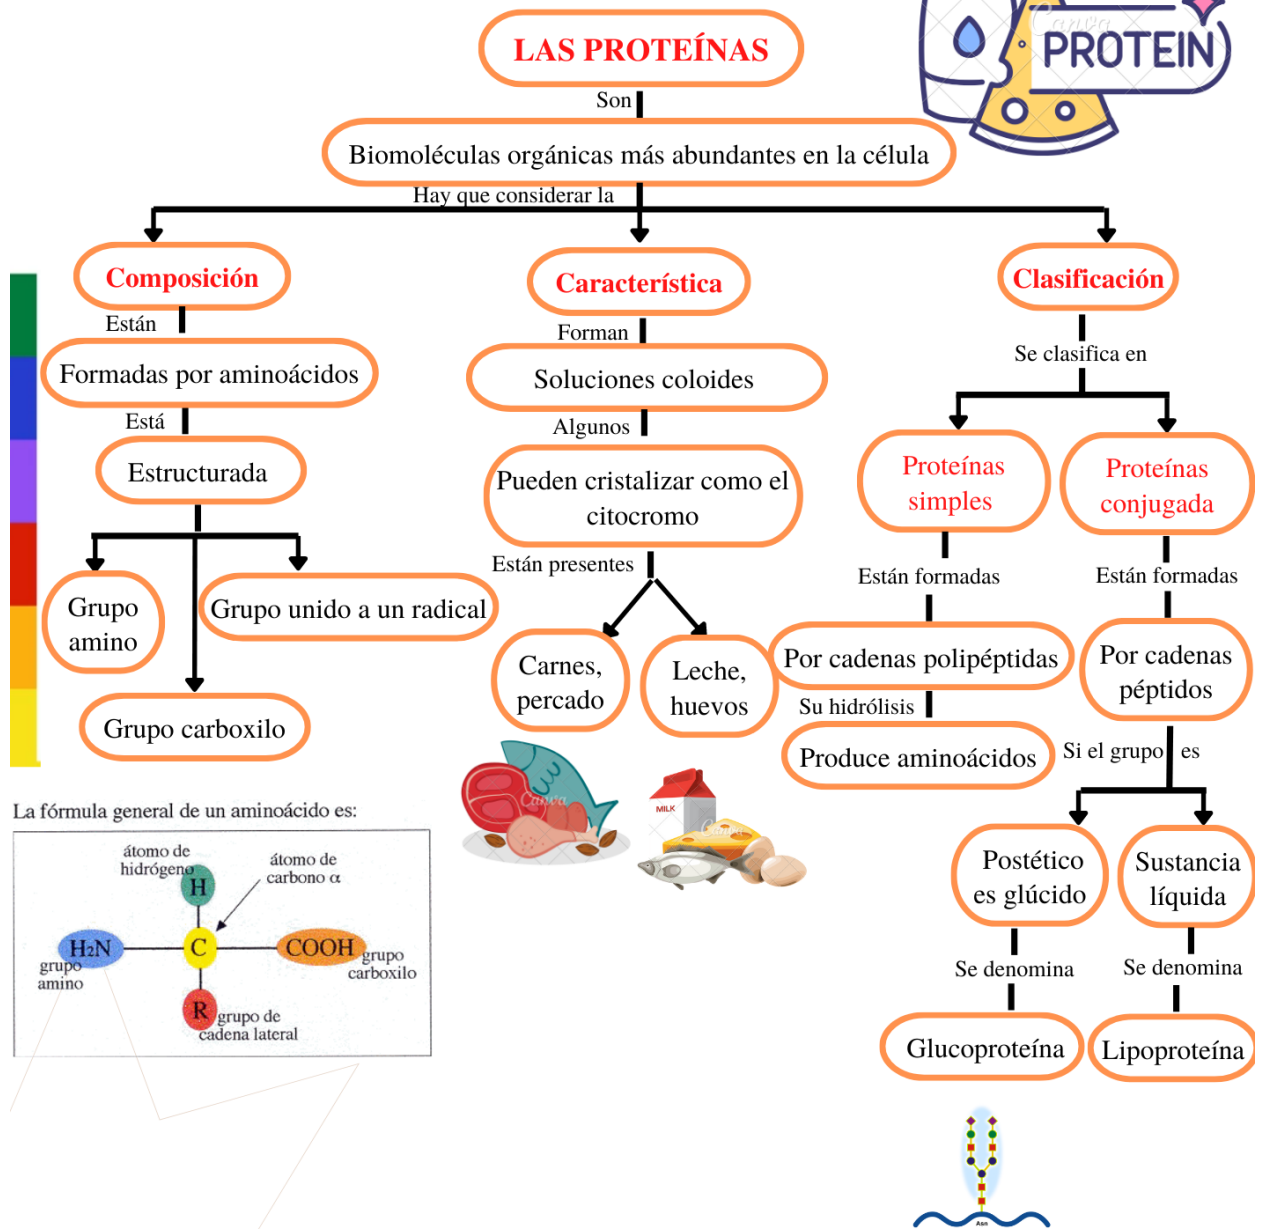 Canva
PROTEIN
LAS PROTEÍNAS
Son
Biomoléculas orgánicas más abundantes en la célula
Hay que considerar la
Composición
Están
Formadas por aminoácidos
Está
Estructurada
Grupo
amino
Grupo unido a un radical
Grupo carboxilo
La fórmula general de un aminoácido es:
átomo de
hidrógeno
H
átomo de
carbono α
H2N
C
COOH
grupo
amino
grupo
carboxilo
R
grupo de
cadena lateral
Característica
Forman
Soluciones coloides
Algunos
Pueden cristalizar como el
citocromo
Están presentes
Carnes,
percado
Leche,
huevos
Canva
MILK
Canva
Clasificación
Se clasifica en
Proteínas
simples
Están formadas
Por cadenas polipéptidas
Su hidrólisis
Produce aminoácidos
Proteínas
conjugada
Están formadas
Por cadenas
péptidos
Si el grupo es
Postético
es glúcido
Se denomina
Glucoproteína
Sustancia
líquida
Se denomina
Lipoproteína
Asn